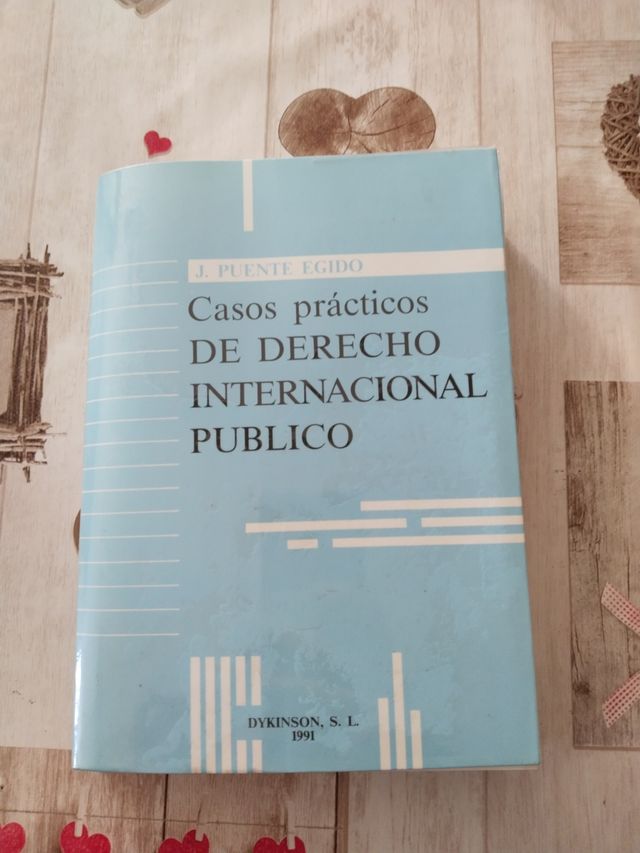 J. PUENTE EGIDO
Casos prácticos
DE DERECHO
INTERNACIONAL
PUBLICO
DYKINSON, S. L.
1991